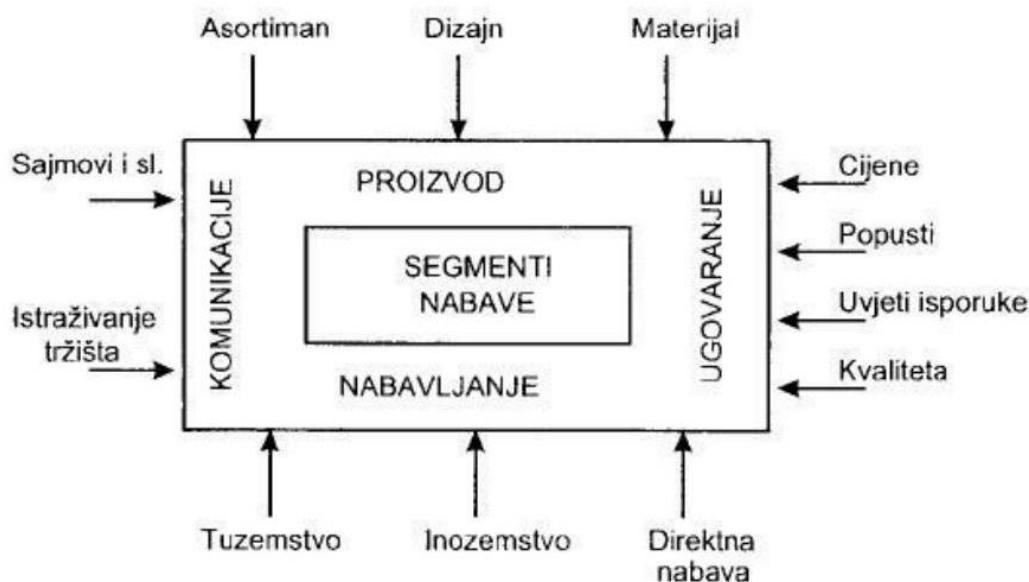 Asortiman
Dizajn
Materijal
Sajmovi i sl.
Istraživanje
tržišta
KOMUNIKACIJE
PROIZVOD
SEGMENTI
NABAVE
NABAVLJANJE
UGOVARANJE
Cijene
Popusti
Uvjeti isporuke
Kvaliteta
Tuzemstvo
Inozemstvo
Direktna
nabava